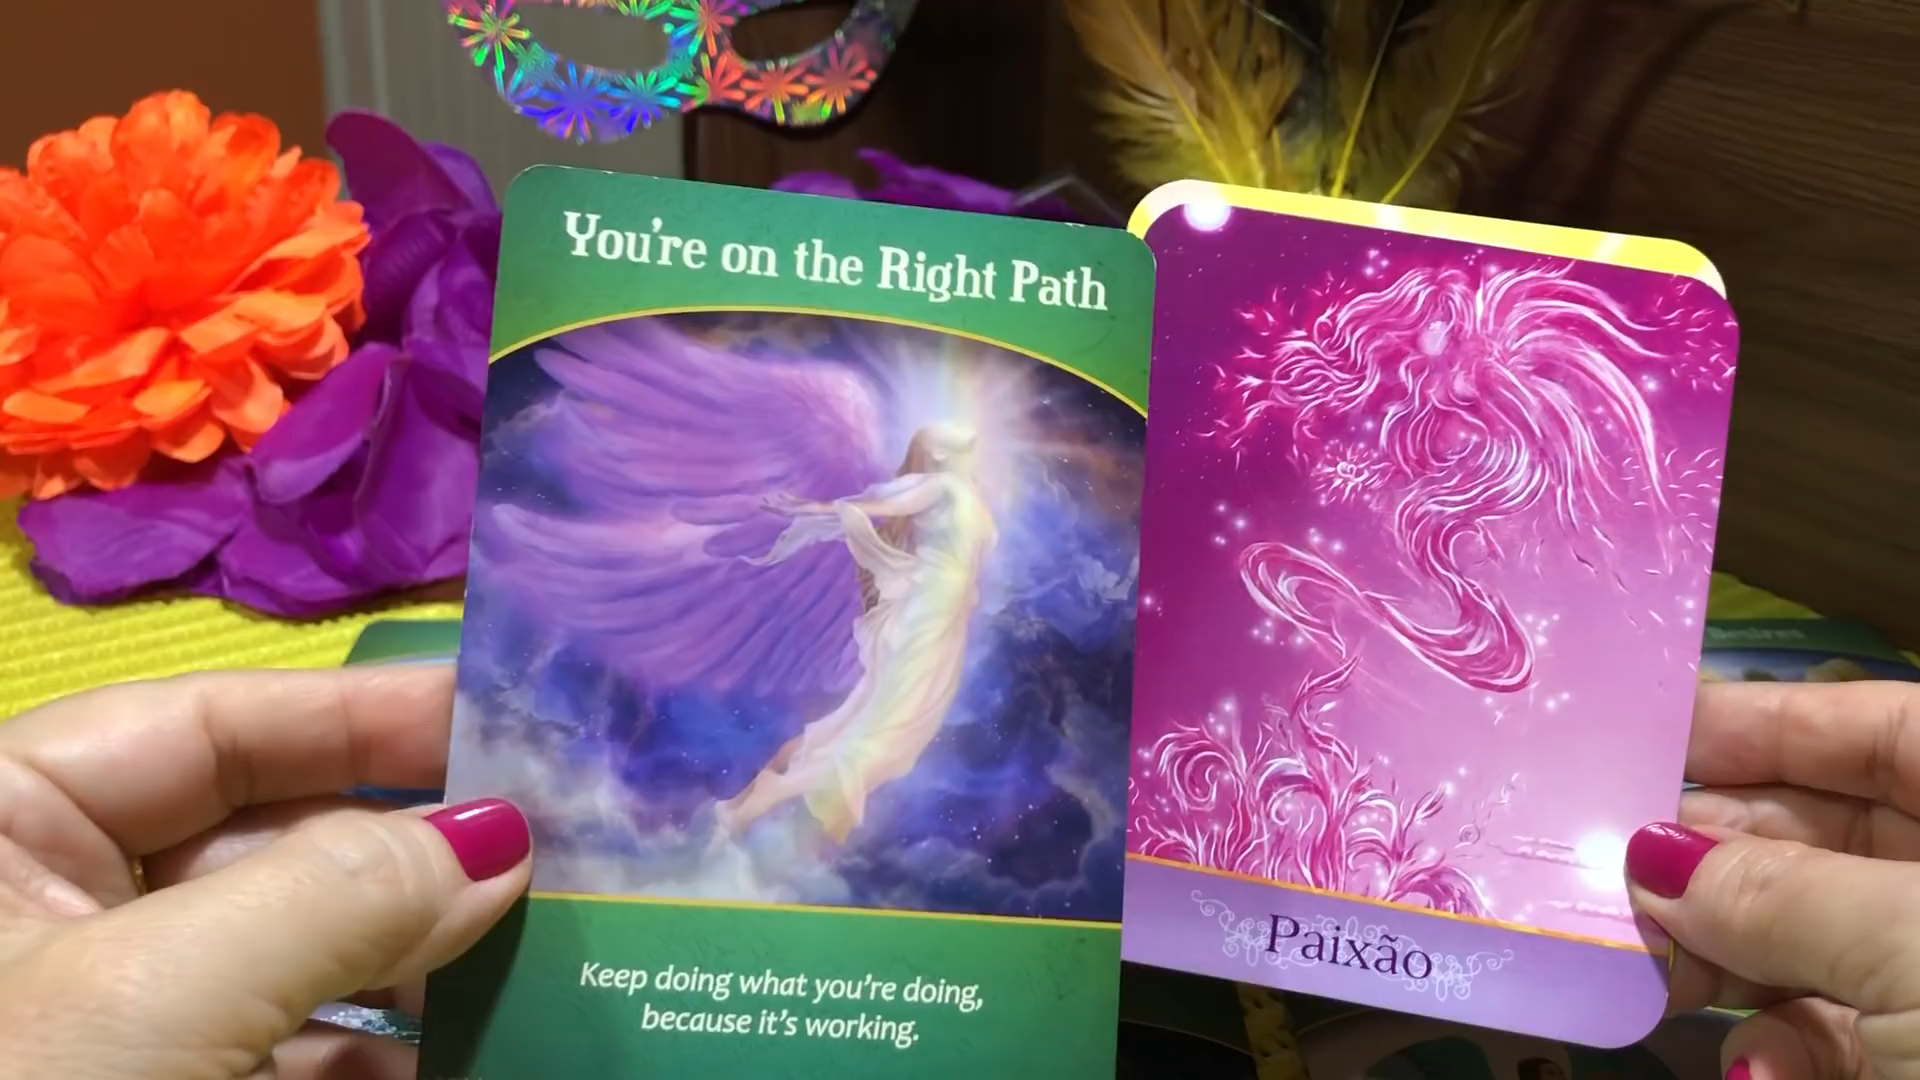 You're on the Right Path
Keep doing what you're doing,
because it's working.
Paixão